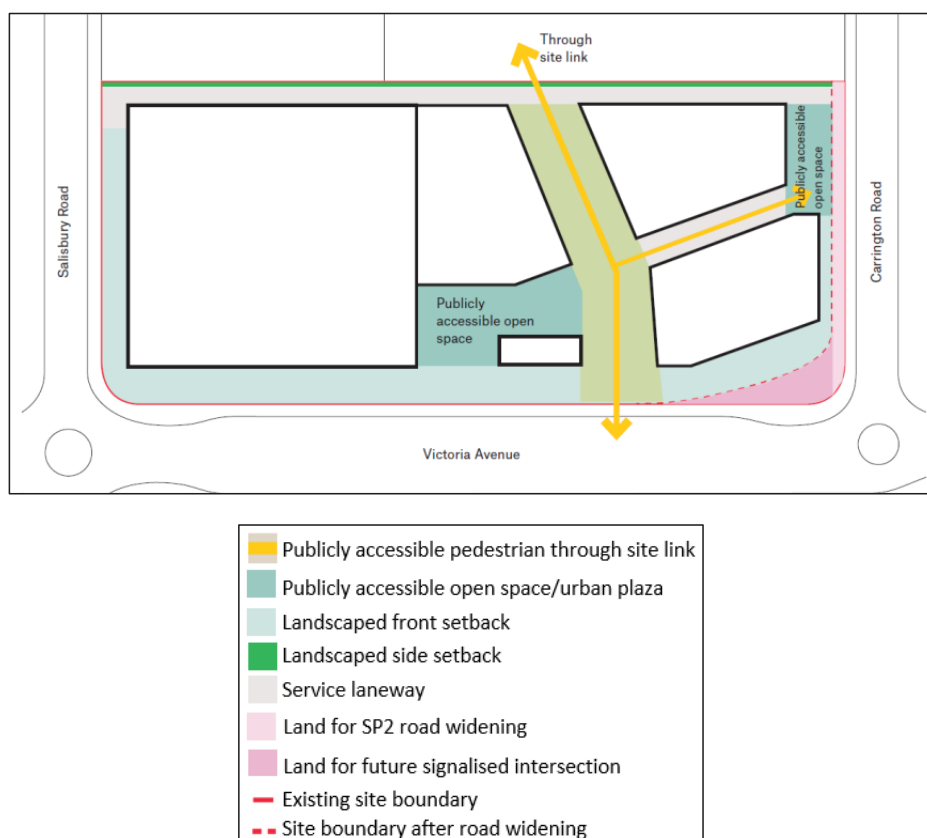 Through
site link
Publicly accessible
open space
Salisbury Road
Carrington Road
Publicly
accessible open
space
Victoria Avenue
Publicly accessible pedestrian through site link
Publicly accessible open space/urban plaza
Landscaped front setback
Landscaped side setback
Service laneway
Land for SP2 road widening
Land for future signalised intersection
Existing site boundary
Site boundary after road widening